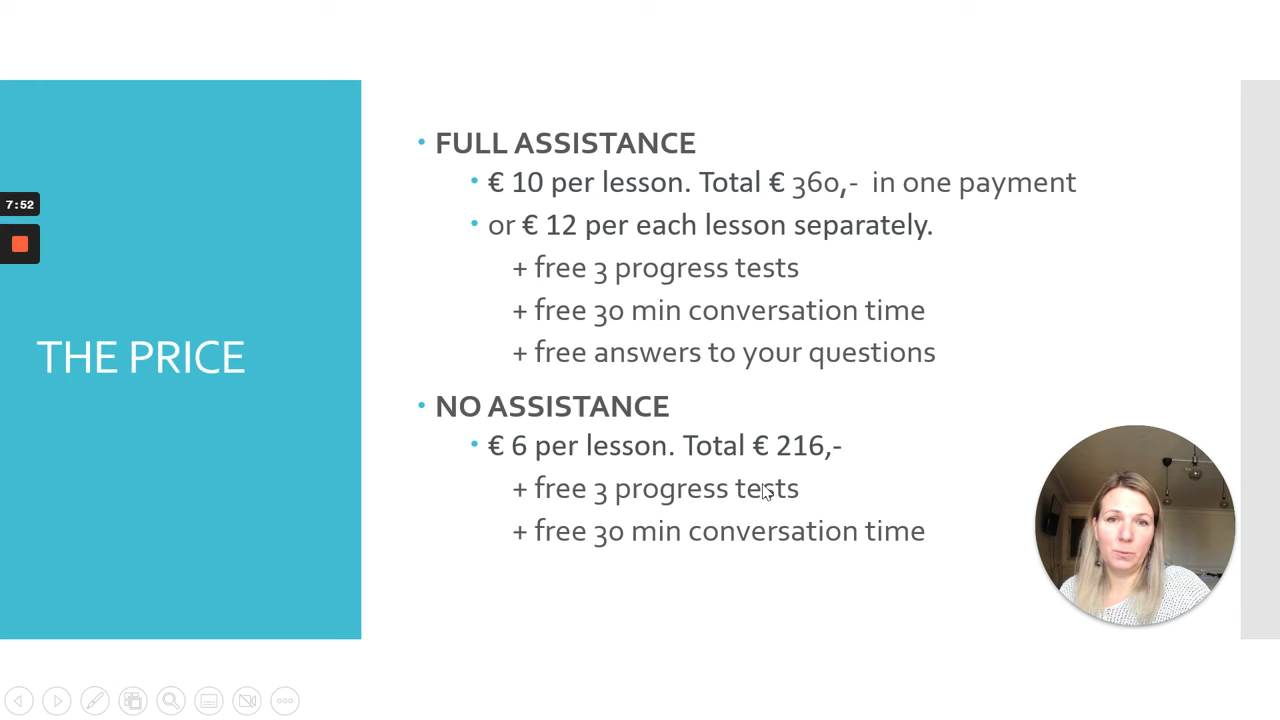 FULL ASSISTANCE
€ 10 per lesson. Total € 360,- in one payment
or € 12 per each lesson separately.
+ free 3 progress tests
+ free 30 min conversation time
+ free answers to your questions
7:52
THE PRICE
NO ASSISTANCE
€ 6 per lesson. Total € 216,-
+ free 3 progress tests
+ free 30 min conversation time